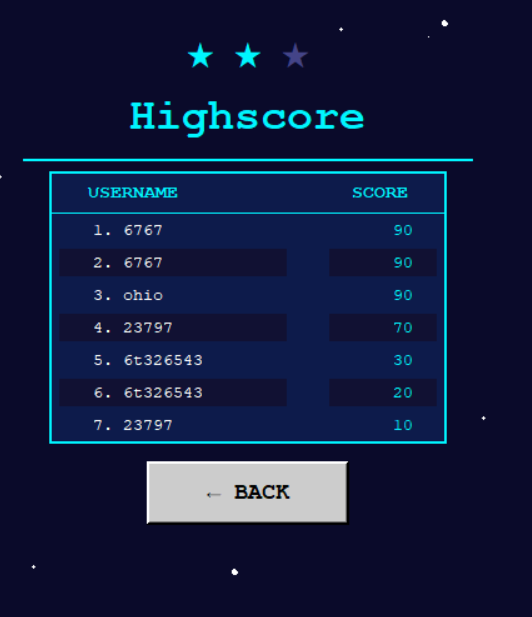 ★ ★ ★
Highscore
USERNAME SCORE
1. 6767 90
2. 6767 90
3. ohio 90
4. 23797 70
5. 6t326543 30
6. 6t326543 20
7. 23797 10
← BACK